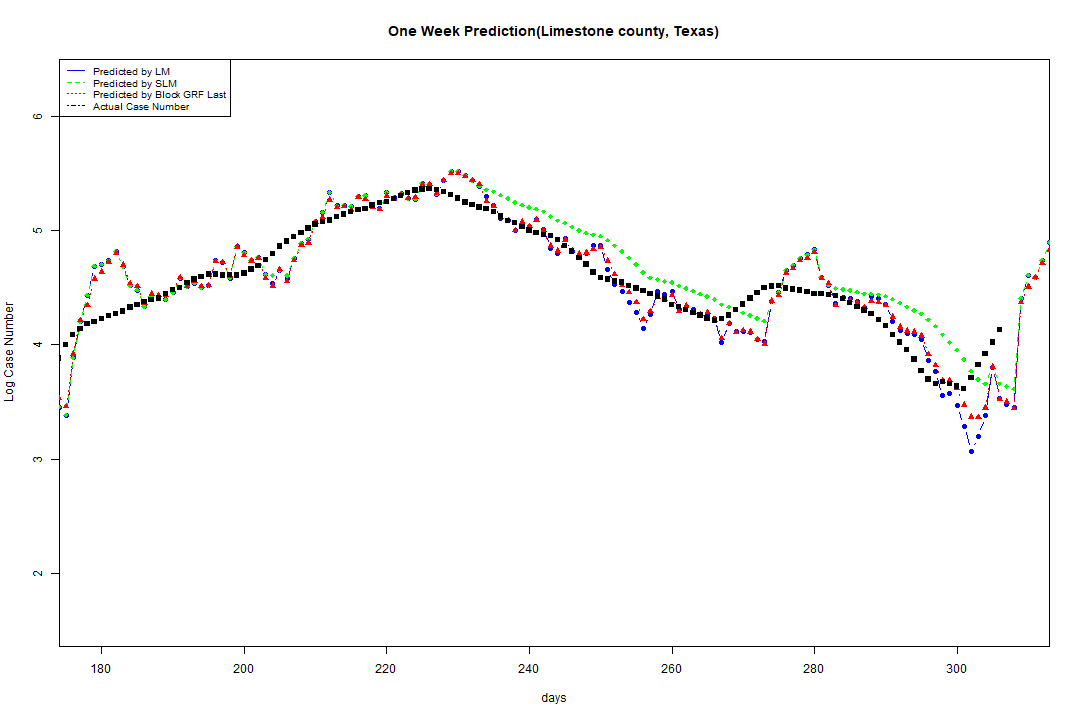 One Week Prediction(Limestone county, Texas)
Predicted by LM
Predicted by SLM
Predicted by Block GRF Last
Actual Case Number
6
5
4
3
2
Log Case Number
180 200 220 240 260 280 300
days